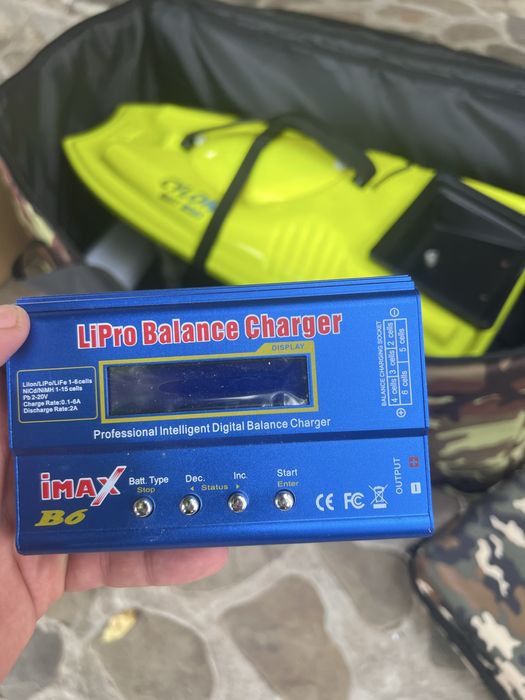 LiPro Balance Charger
DISPLAY
LiIon/LiPo/LiFe 1-6cells
NiCd/NiMH 1-15 cells
Pb 2-20V
Charge Rate:0.1-6A
Discharge Rate:2A
Professional Intelligent Digital Balance Charger
BALANCE CHARGING SOCKET
4 cells 3 cells 2 cells
6 cells 5 cells
iMAX
B6
Batt. Type
Stop
Dec.
Status
Inc.
Start
Enter
CE FC
OUTPUT
+
-